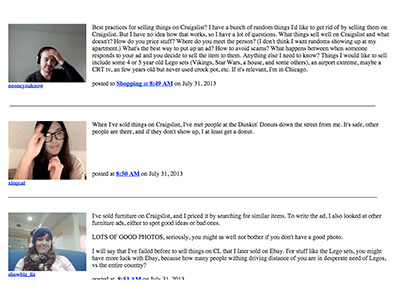 Best practices for selling things on Craigslist? I have a bunch of random things I'd like to get rid of by selling them on
Craigslist. But I have no idea how that works, so I have a lot of questions. What things sell well on Craigslist and what
doesn't? How do you price stuff? Where do you meet the person? (I don't think I want randoms showing up at my
apartment.) What's the best way to put up an ad? How to avoid scams? What happens between when someone
responds to your ad and you decide to sell the item to them. Anything else I need to know? Things I would like to sell
include some 4 or 5 year old Lego sets (Vikings, Star Wars, a house, and some others), an airport extreme, maybe a
CRT tv, an few years old but never used crock pot, etc. If it's relevant, I'm in Chicago.
posted to Shopping at 8:49 AM on July 31, 2013
mooncyouknow
When I've sold things on Craigslist, I've met people at the Dunkin' Donuts down the street from me. It's safe, other
people are there, and if they don't show up, I at least get a donut.
posted at 8:50 AM on July 31, 2013
I've sold furniture on Craigslist, and I priced it by searching for similar items. To write the ad, I also looked at other
furniture ads, either to spot good ideas or bad ones.
LOTS OF GOOD PHOTOS, seriously, you might as well not bother if you don't have a good photo.
I will say that I've failed before to sell things on CL that I later sold on Ebay. For stuff like the Lego sets, you might
have more luck with Ebay, because how many people withing driving distance of you are in desperate need of Legos,
vs the entire country?
posted at 8:53 AM on July 31, 2013
showbiz_liz